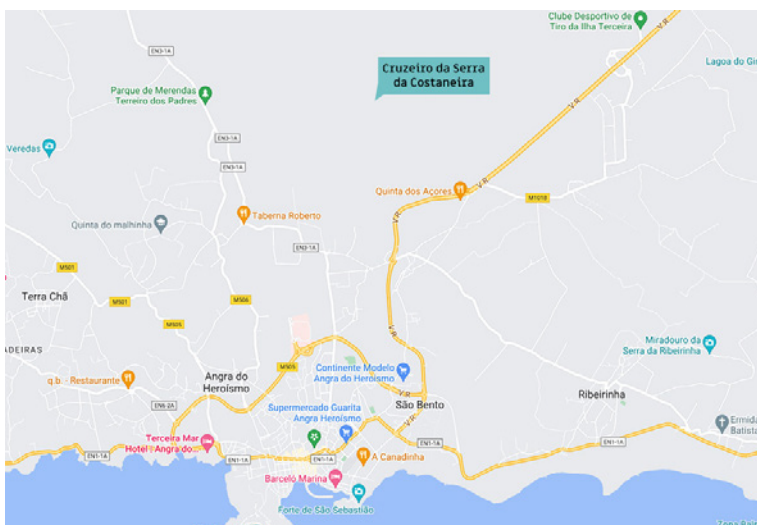 Clube Desportivo de
Tiro da Ilha Terceira
EN3-1A
V.R
Cruzeiro da Serra
da Costaneira
Lagoa do Gi
Parque de Merendas
Terreiro dos Padres
V.R
EN3-1A
Veredas
EN3-1A
V.R
Quinta dos Açores
M1010
V.R
Taberna Roberto
Quinta do malhinha
EN3-1A
M501
M506
Terra Chã
M501
M505
V.R
Miradouro da
Serra da Ribeirinha
ADEIRAS
M505
Continente Modelo
Angra do Heroísmo
Angra do
Heroísmo
q.b. - Restaurante
V.R
Ribeirinha
São Bento
EN6-2A
Supermercado Guarita
Angra Heroísmo
V.R
Ermida
Batista
Terceira Mar
Hotel | Angra do...
EN1-1A
EN1-1A
EN1-1A
EN1-1A
EN1-1A
A Canadinha
Barceló Marina
Forte de São Sebastião